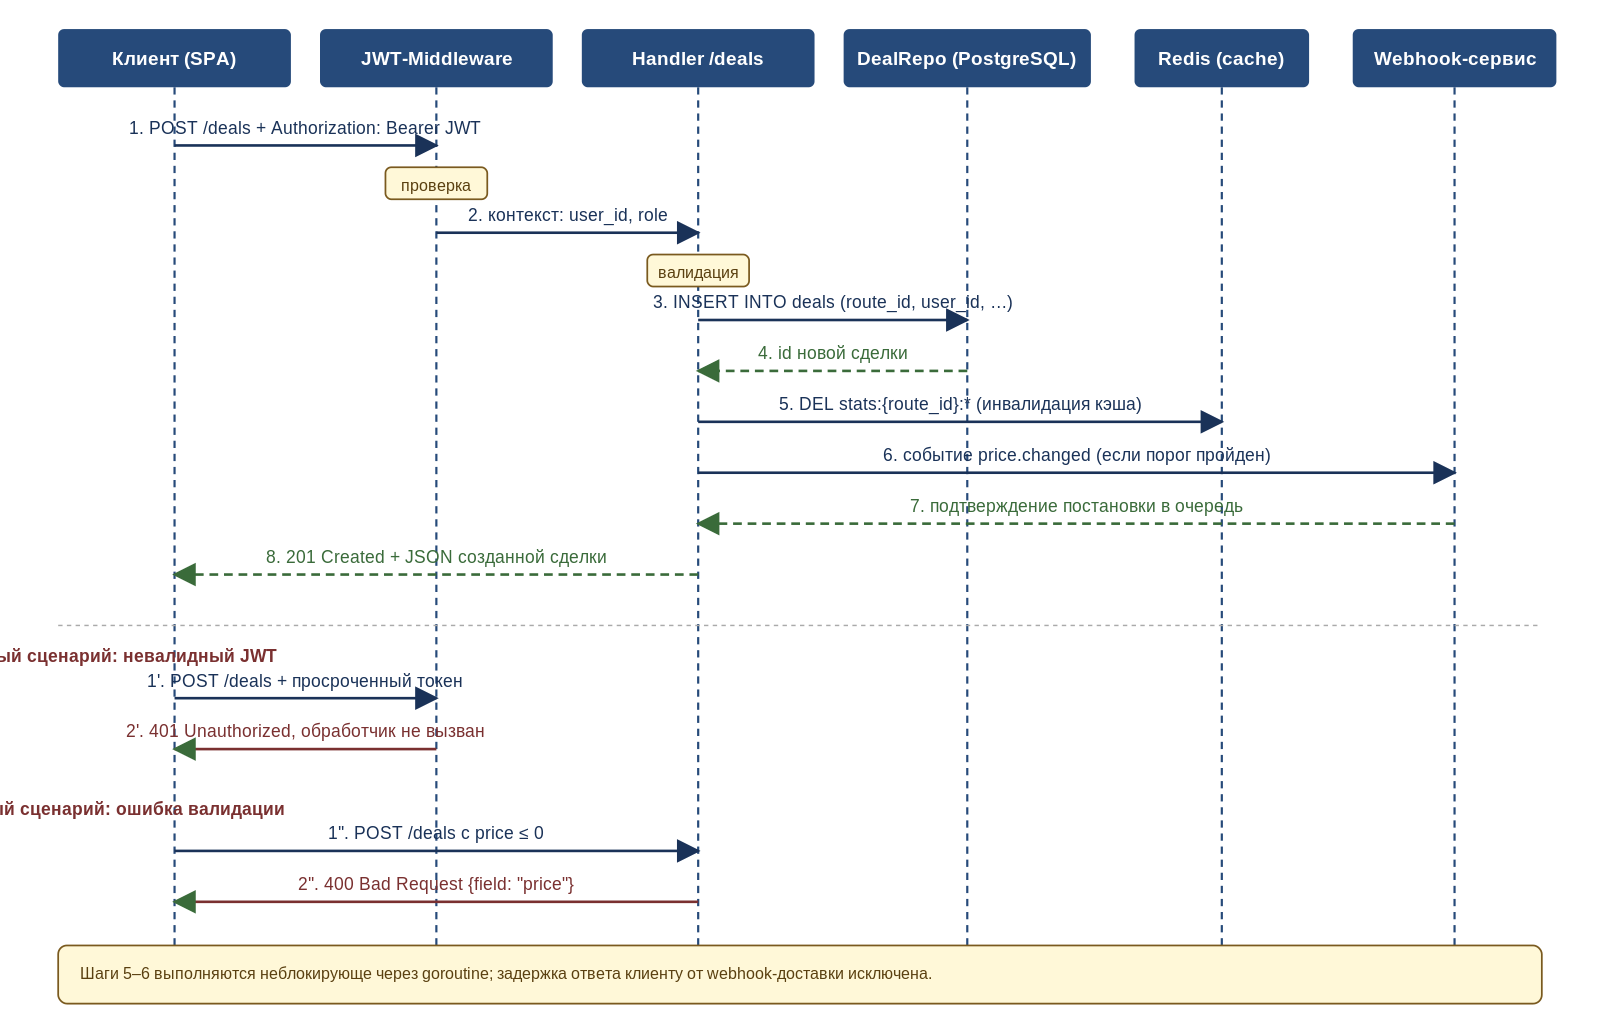 Клиент (SPA)
JWT-Middleware
Handler /deals
DealRepo (PostgreSQL)
Redis (cache)
Webhook-сервис
1. POST /deals + Authorization: Bearer JWT
проверка
2. контекст: user_id, role
валидация
3. INSERT INTO deals (route_id, user_id, …)
4. id новой сделки
5. DEL stats:{route_id}:* (инвалидация кэша)
6. событие price.changed (если порог пройден)
7. подтверждение постановки в очередь
8. 201 Created + JSON созданной сделки
сценарий: невалидный JWT
1'. POST /deals + просроченный токен
2'. 401 Unauthorized, обработчик не вызван
сценарий: ошибка валидации
1''. POST /deals с price ≤ 0
2''. 400 Bad Request {field: "price"}
Шаги 5–6 выполняются неблокирующе через goroutine; задержка ответа клиенту от webhook-доставки исключена.